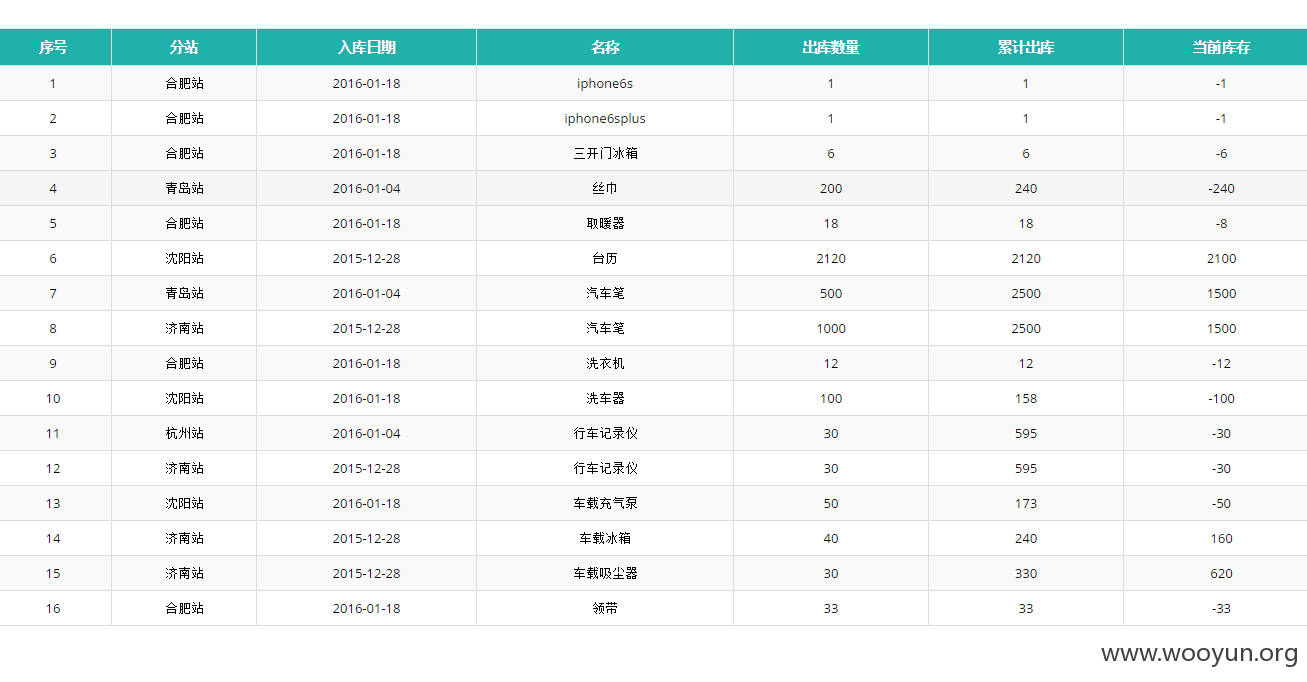 序号 分站 入库日期 名称 出库数量 累计出库 当前库存
1 合肥站 2016-01-18 iphone6s 1 1 -1
2 合肥站 2016-01-18 iphone6splus 1 1 -1
3 合肥站 2016-01-18 三开门冰箱 6 6 -6
4 青岛站 2016-01-04 丝巾 200 240 -240
5 合肥站 2016-01-18 取暖器 18 18 -8
6 沈阳站 2015-12-28 台历 2120 2120 2100
7 青岛站 2016-01-04 汽车笔 500 2500 1500
8 济南站 2015-12-28 汽车笔 1000 2500 1500
9 合肥站 2016-01-18 洗衣机 12 12 -12
10 沈阳站 2016-01-18 洗车器 100 158 -100
11 杭州站 2016-01-04 行车记录仪 30 595 -30
12 济南站 2015-12-28 行车记录仪 30 595 -30
13 沈阳站 2016-01-18 车载充气泵 50 173 -50
14 济南站 2015-12-28 车载冰箱 40 240 160
15 济南站 2015-12-28 车载吸尘器 30 330 620
16 合肥站 2016-01-18 领带 33 33 -33
www.wooyun.org